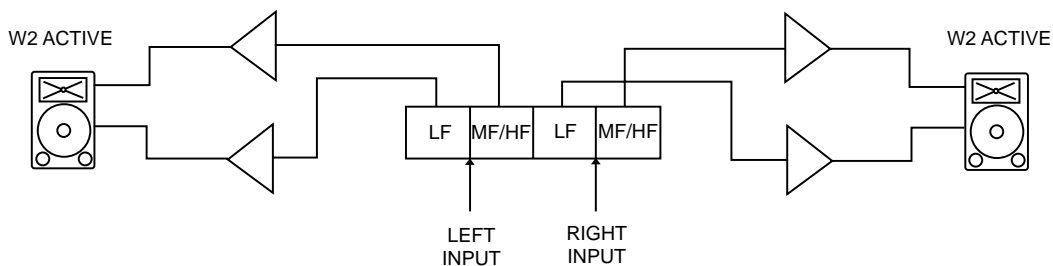 W2 ACTIVE
W2 ACTIVE
LF
MF/HF
LF
MF/HF
LEFT
INPUT
RIGHT
INPUT